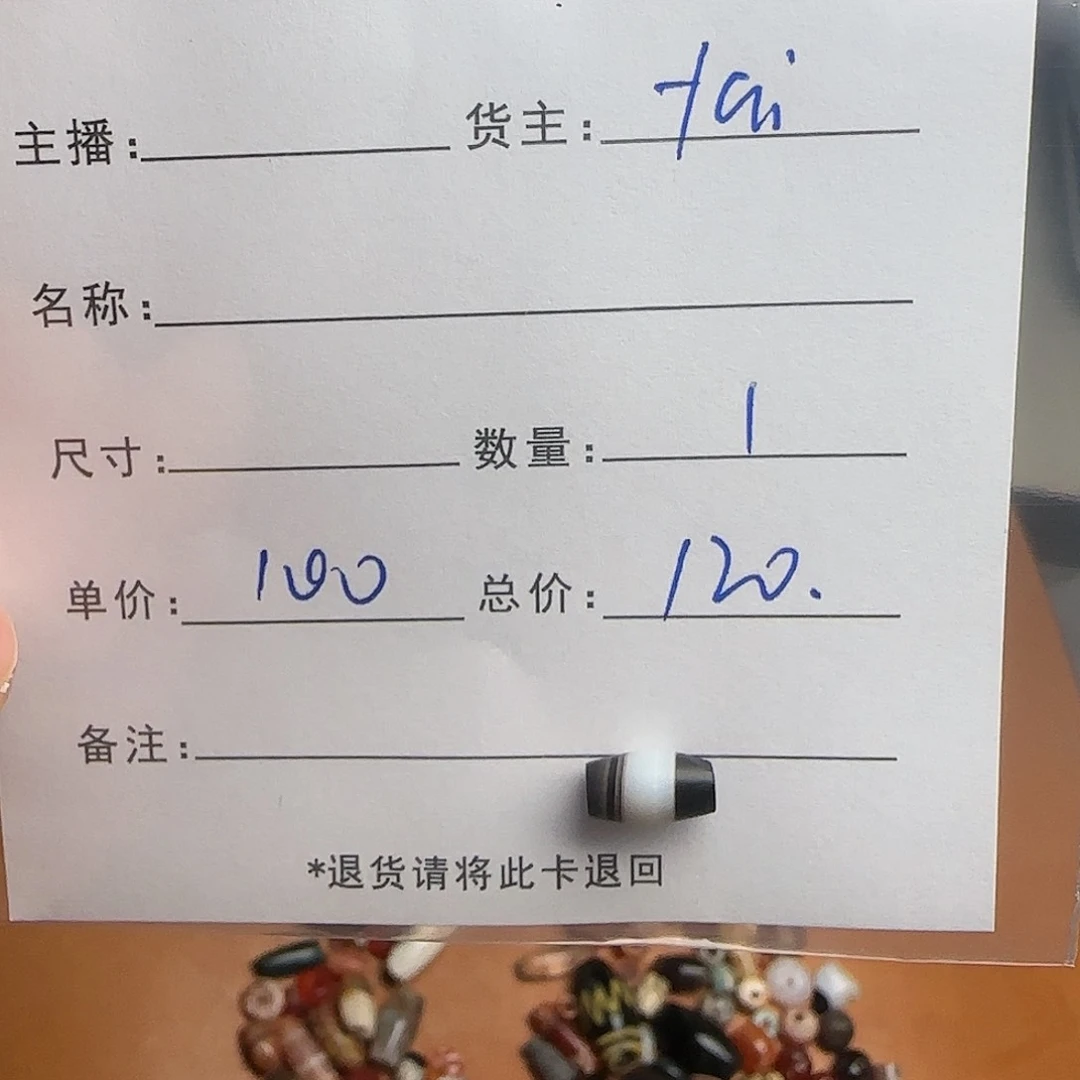 主播: 货主: tai
名称:
尺寸: 数量: 1
单价: 100 总价: 120.
备注:
*退货请将此卡退回